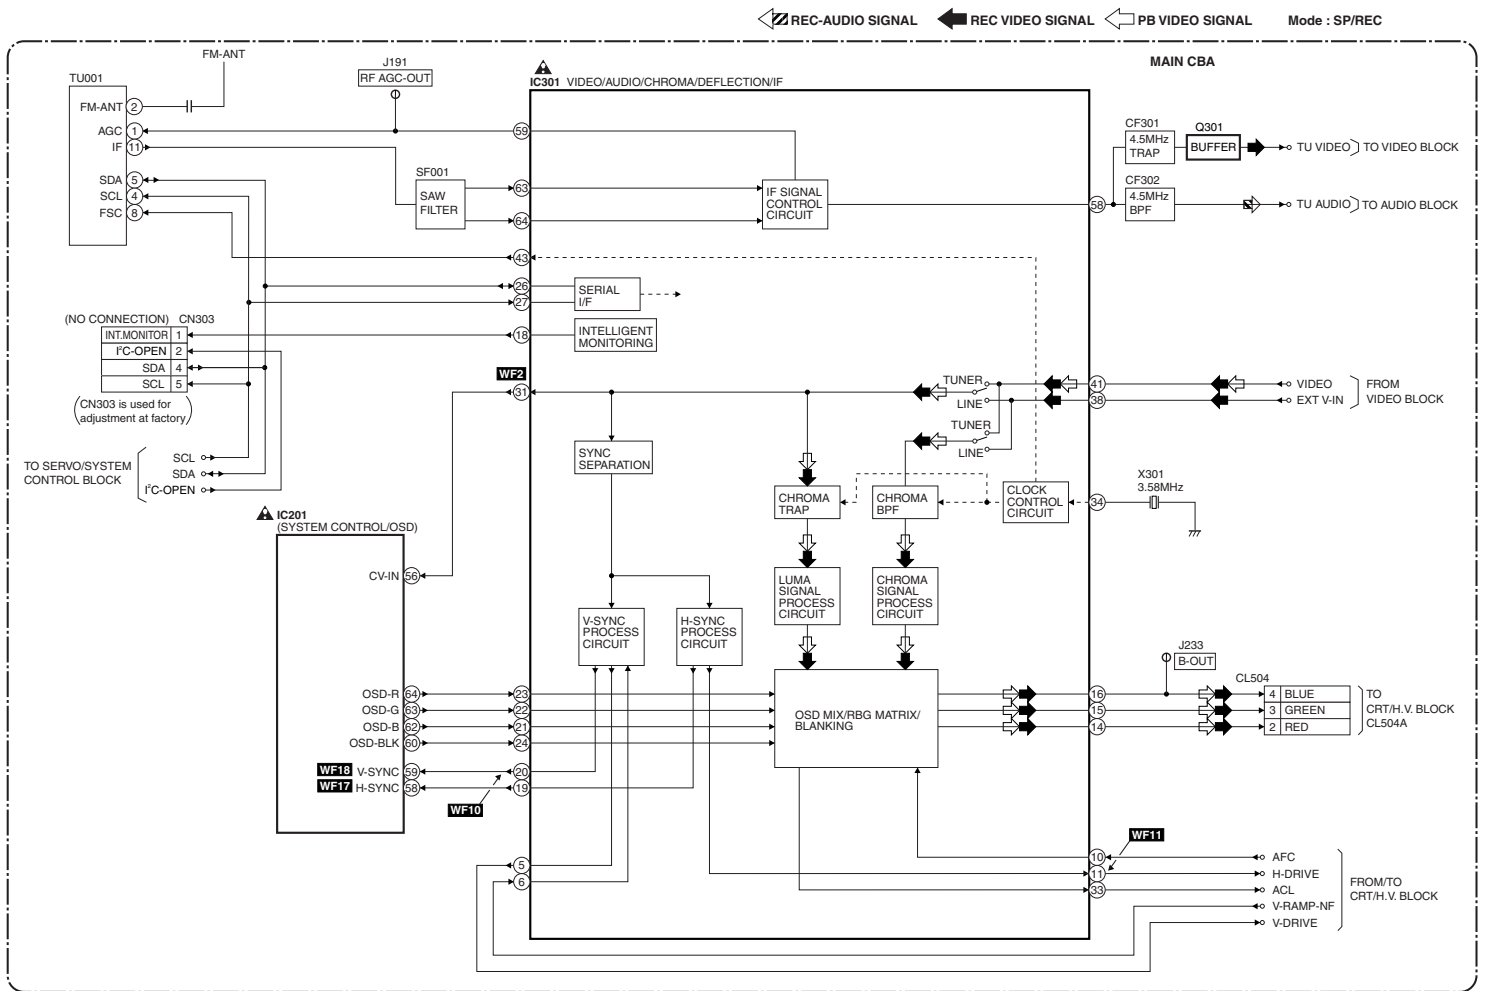 REC-AUDIO SIGNAL REC VIDEO SIGNAL PB VIDEO SIGNAL Mode : SP/REC
MAIN CBA
FM-ANT
TU001
FM-ANT 2
AGC 1
IF 11
SDA 5
SCL 4
FSC 8
J191
RF AGC-OUT
SF001
SAW
FILTER
IC301 VIDEO/AUDIO/CHROMA/DEFLECTION/IF
59
63
64
43
26
27
18
IF SIGNAL
CONTROL
CIRCUIT
SERIAL
I/F
INTELLIGENT
MONITORING
58
CF301
4.5MHz
TRAP
Q301
BUFFER
TU VIDEO TO VIDEO BLOCK
CF302
4.5MHz
BPF
TU AUDIO TO AUDIO BLOCK
(NO CONNECTION) CN303
INT.MONITOR 1
I²C-OPEN 2
SDA 4
SCL 5
(CN303 is used for
adjustment at factory)
TO SERVO/SYSTEM
CONTROL BLOCK
SCL
SDA
I²C-OPEN
WF2
31
TUNER
LINE
TUNER
LINE
41
38
VIDEO
EXT V-IN
FROM
VIDEO BLOCK
SYNC
SEPARATION
CHROMA
TRAP
CHROMA
BPF
CLOCK
CONTROL
CIRCUIT
34
X301
3.58MHz
IC201
(SYSTEM CONTROL/OSD)
CV-IN 56
V-SYNC
PROCESS
CIRCUIT
H-SYNC
PROCESS
CIRCUIT
LUMA
SIGNAL
PROCESS
CIRCUIT
CHROMA
SIGNAL
PROCESS
CIRCUIT
OSD-R 64 23
OSD-G 63 22
OSD-B 62 21
OSD-BLK 60 24
WF18 V-SYNC 59 20
WF17 H-SYNC 58 19
WF10
OSD MIX/RBG MATRIX/
BLANKING
16
15
14
J233
B-OUT
CL504
4 BLUE
3 GREEN
2 RED
TO
CRT/H.V. BLOCK
CL504A
5
6
WF11
10 AFC
11 H-DRIVE
33 ACL
V-RAMP-NF
V-DRIVE
FROM/TO
CRT/H.V. BLOCK